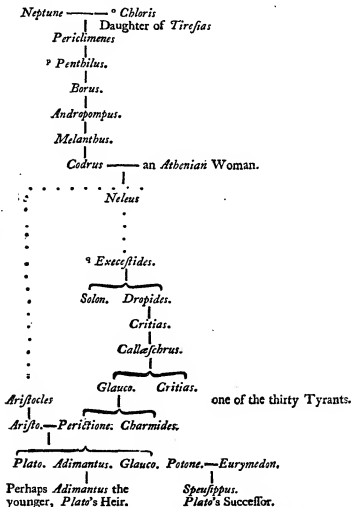 Neptune — ° Chloris
Daughter of Tireſias
Periclimenes
ᵖ Penthilus.
Borus.
Andropompus.
Melanthus.
Codrus — an Athenian Woman.
Neleus
ᑫ Execeſtides.
Solon. Dropides.
Critias.
Callæſchrus.
Glauco. Critias. one of the thirty Tyrants.
Ariſtocles
Ariſto.—Perictione. Charmides.
Plato. Adimantus. Glauco. Potone.—Eurymedon.
Perhaps Adimantus the Speuſippus.
younger, Plato's Heir. Plato's Succeſſor.